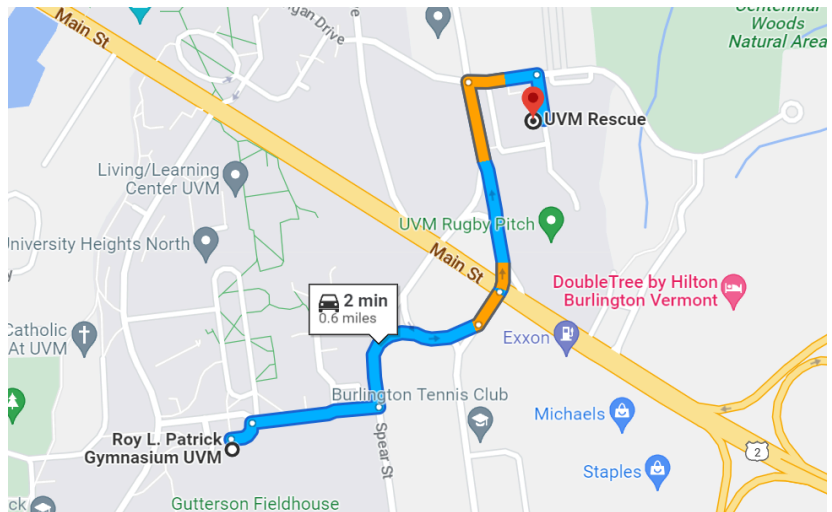 Main St
Centennial
Woods
Natural Area
UVM Rescue
Living/Learning
Center UVM
UVM Rugby Pitch
University Heights North
Main St
DoubleTree by Hilton
Burlington Vermont
2 min
0.6 miles
Catholic
At UVM
Exxon
Burlington Tennis Club
Michaels
Roy L. Patrick
Gymnasium UVM
Spear St
2
Staples
Gutterson Fieldhouse